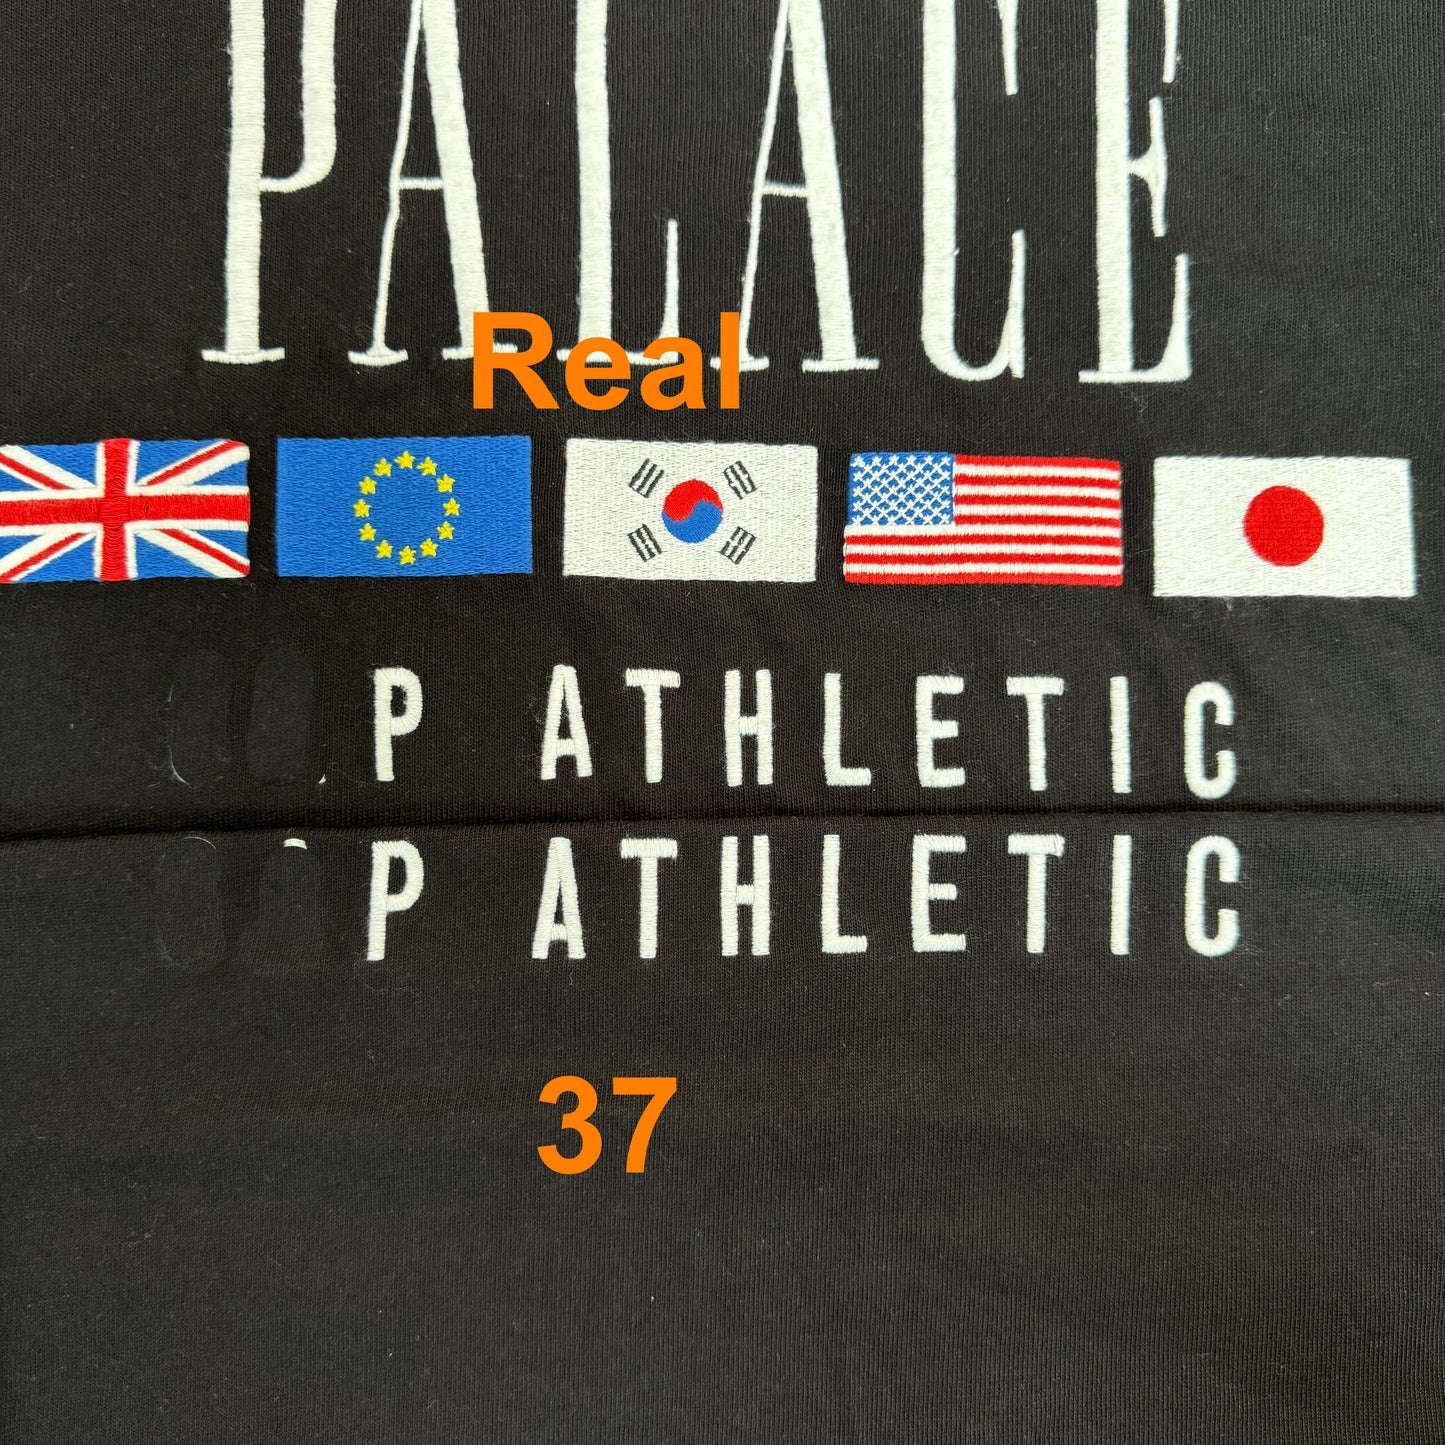 PALACE
Real
P ATHLETIC
P ATHLETIC
37